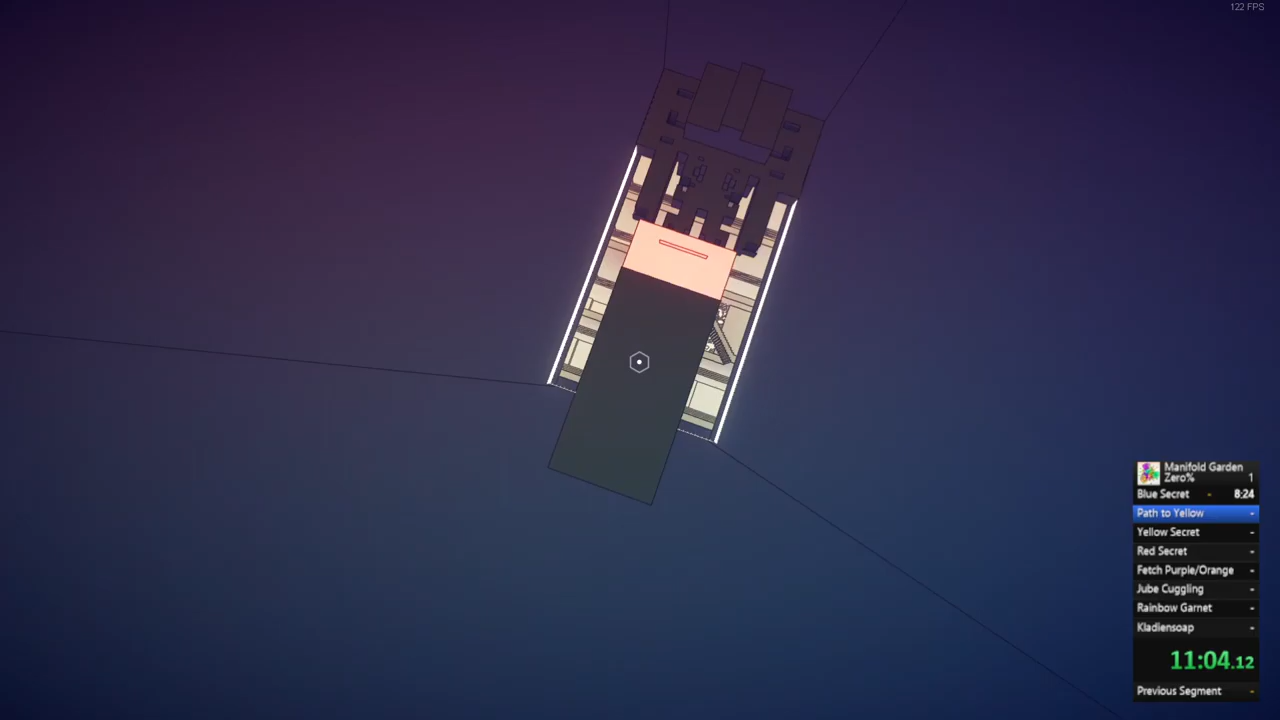 122 FPS
Manifold Garden
Zero% 1
Blue Secret - 8:24
Path to Yellow -
Yellow Secret -
Red Secret -
Fetch Purple/Orange -
Jube Cuggling -
Rainbow Garnet -
Kladiensoap -
11:04.12
Previous Segment -